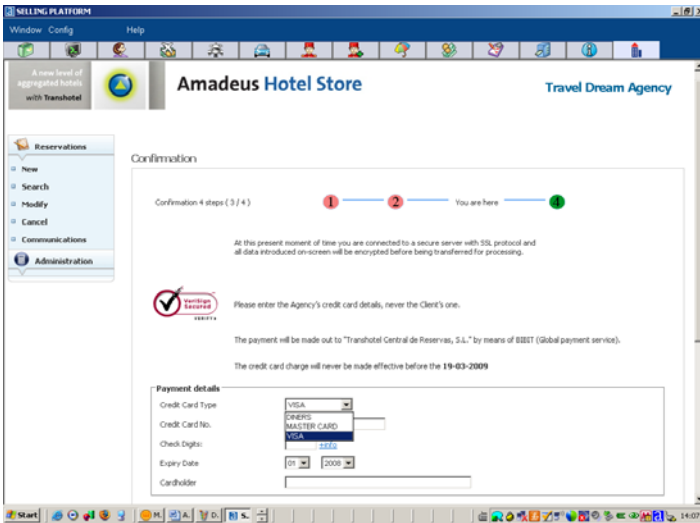 SELLING PLATFORM
Window Config Help
A new level of
aggregated hotels
with Transhotel
Amadeus Hotel Store
Travel Dream Agency
Reservations
New
Search
Modify
Cancel
Communications
Administration
Confirmation
Confirmation 4 steps ( 3 / 4 )
1
2
You are here
4
At this present moment of time you are connected to a secure server with SSL protocol and
all data introduced on-screen will be encrypted before being transferred for processing.
VeriSign
Secured
VERIFY
Please enter the Agency's credit card details, never the Client's one.
The payment will be made out to "Transhotel Central de Reservas, S.L." by means of BIBIT (Global payment service).
The credit card charge will never be made effective before the 19-03-2009
Payment details
Credit Card Type VISA
DINERS
MASTER CARD
VISA
Credit Card No.
Check Digits: +info
Expiry Date 01 2008
Cardholder
Start M. A. D. S. 14:07